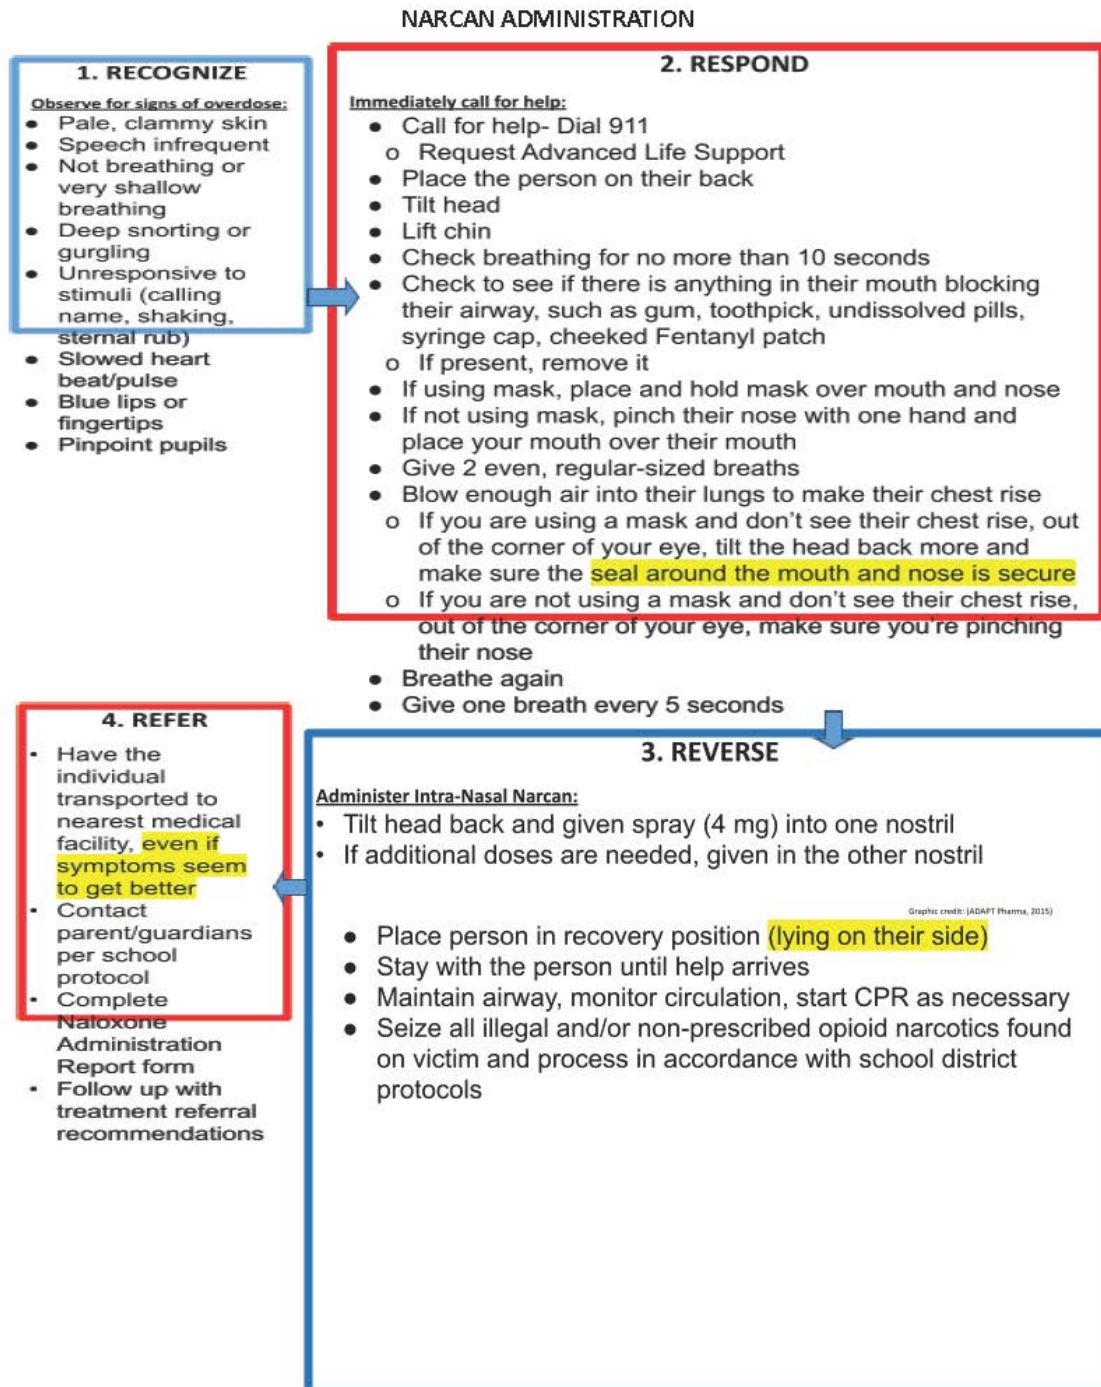 NARCAN ADMINISTRATION
1. RECOGNIZE
Observe for signs of overdose:
● Pale, clammy skin
● Speech infrequent
● Not breathing or
very shallow
breathing
● Deep snorting or
gurgling
● Unresponsive to
stimuli (calling
name, shaking,
sternal rub)
● Slowed heart
beat/pulse
● Blue lips or
fingertips
● Pinpoint pupils
2. RESPOND
Immediately call for help:
● Call for help- Dial 911
o Request Advanced Life Support
● Place the person on their back
● Tilt head
● Lift chin
● Check breathing for no more than 10 seconds
● Check to see if there is anything in their mouth blocking
their airway, such as gum, toothpick, undissolved pills,
syringe cap, cheeked Fentanyl patch
o If present, remove it
● If using mask, place and hold mask over mouth and nose
● If not using mask, pinch their nose with one hand and
place your mouth over their mouth
● Give 2 even, regular-sized breaths
● Blow enough air into their lungs to make their chest rise
o If you are using a mask and don't see their chest rise, out
of the corner of your eye, tilt the head back more and
make sure the seal around the mouth and nose is secure
o If you are not using a mask and don't see their chest rise,
out of the corner of your eye, make sure you're pinching
their nose
● Breathe again
● Give one breath every 5 seconds
3. REVERSE
Administer Intra-Nasal Narcan:
• Tilt head back and given spray (4 mg) into one nostril
• If additional doses are needed, given in the other nostril
Graphic credit: (ADAPT Pharma, 2015)
● Place person in recovery position (lying on their side)
● Stay with the person until help arrives
● Maintain airway, monitor circulation, start CPR as necessary
● Seize all illegal and/or non-prescribed opioid narcotics found
on victim and process in accordance with school district
protocols
4. REFER
• Have the
individual
transported to
nearest medical
facility, even if
symptoms seem
to get better
• Contact
parent/guardians
per school
protocol
• Complete
Naloxone
Administration
Report form
• Follow up with
treatment referral
recommendations